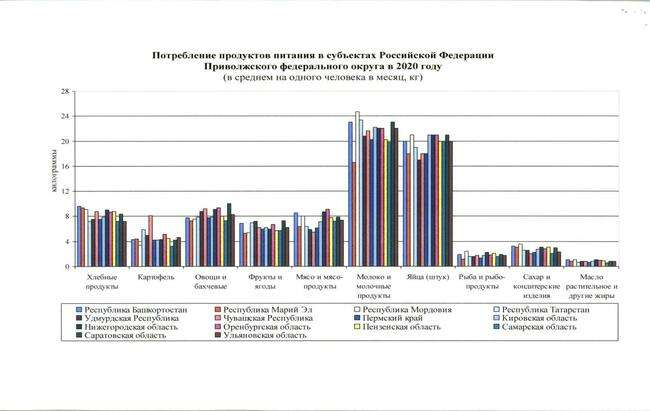 Потребление продуктов питания в субъектах Российской Федерации
Приволжского федерального округа в 2020 году
(в среднем на одного человека в месяц, кг)
килограммы
28
24
20
16
12
8
4
0
Хлебные продукты
Картофель
Овощи и бахчевые
Фрукты и ягоды
Мясо и мясо-продукты
Молоко и молочные продукты
Яйца (штук)
Рыба и рыбо-продукты
Сахар и кондитерские изделия
Масло растительное и другие жиры
Республика Башкортостан
Республика Марий Эл
Республика Мордовия
Республика Татарстан
Удмурдская Республика
Чувашская Республика
Пермский край
Кировская область
Нижегородская область
Оренбургская область
Пензенская область
Самарская область
Саратовская область
Ульяновская область